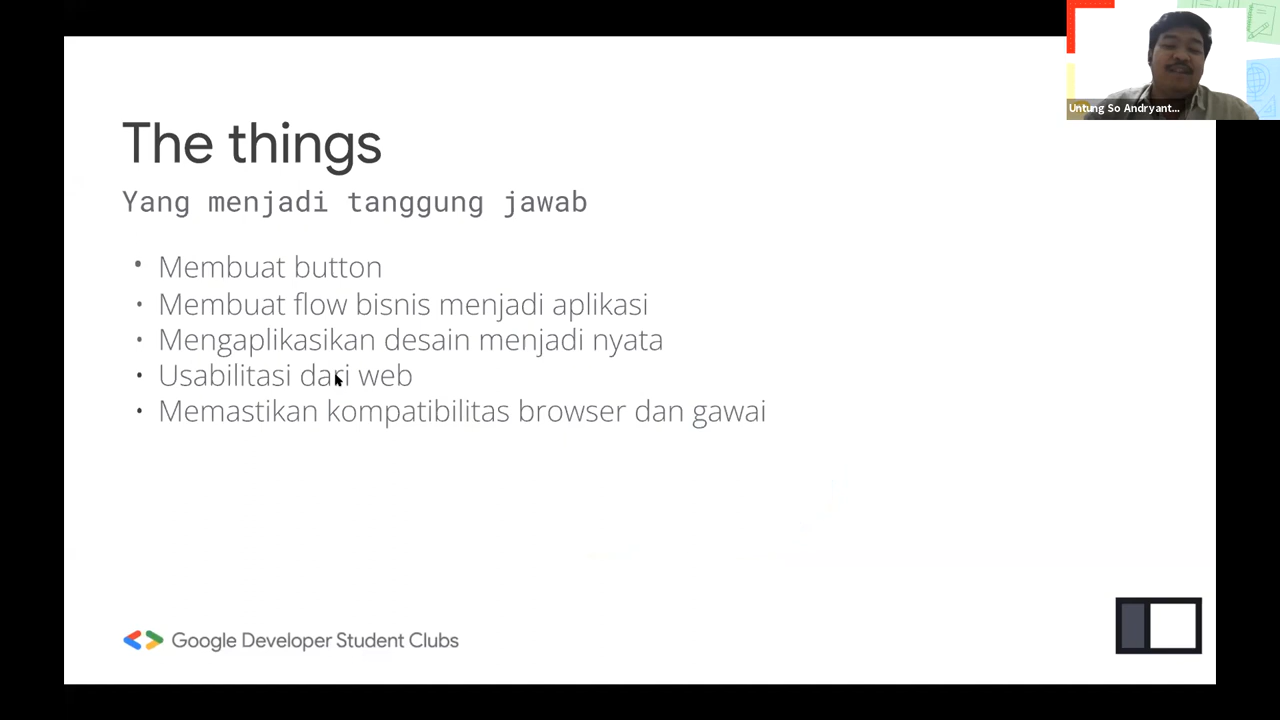 Untung So Andryant...
The things
Yang menjadi tanggung jawab
• Membuat button
• Membuat flow bisnis menjadi aplikasi
• Mengaplikasikan desain menjadi nyata
• Usabilitasi dari web
• Memastikan kompatibilitas browser dan gawai
Google Developer Student Clubs